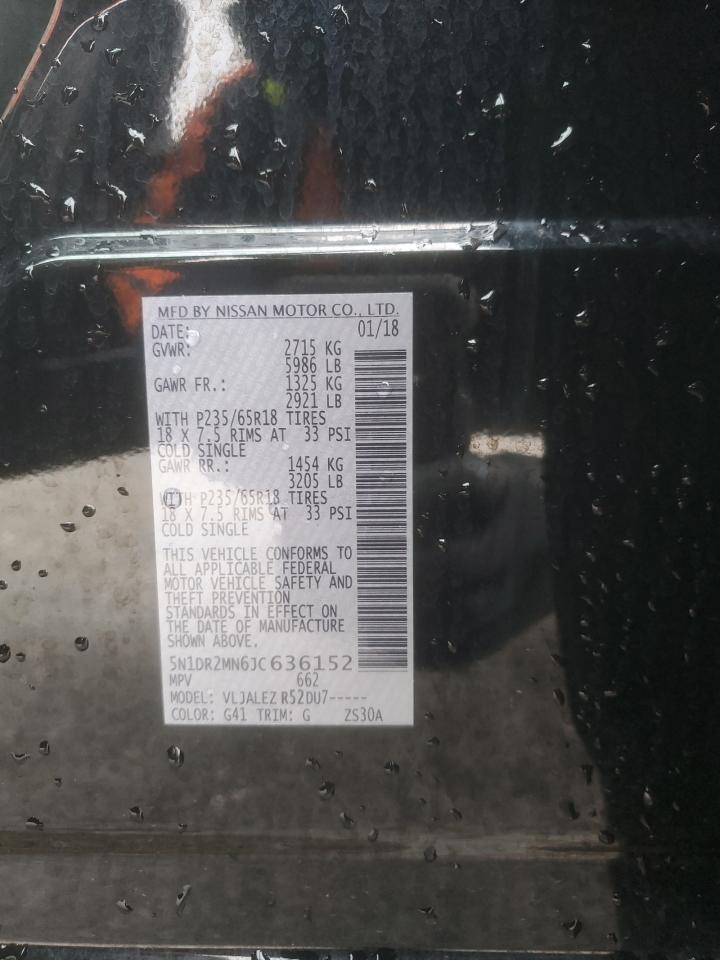 MFD BY NISSAN MOTOR CO., LTD.
DATE: 01/18
GVWR: 2715 KG
5986 LB
GAWR FR.: 1325 KG
2921 LB
WITH P235/65R18 TIRES
18 X 7.5 RIMS AT 33 PSI
COLD SINGLE
GAWR RR.: 1454 KG
3205 LB
WITH P235/65R18 TIRES
18 X 7.5 RIMS AT 33 PSI
COLD SINGLE
THIS VEHICLE CONFORMS TO
ALL APPLICABLE FEDERAL
MOTOR VEHICLE SAFETY AND
THEFT PREVENTION
STANDARDS IN EFFECT ON
THE DATE OF MANUFACTURE
SHOWN ABOVE.
5N1DR2MN6JC636152
MPV 662
MODEL: VLJALEZ R52DU7-----
COLOR: G41 TRIM: G ZS30A